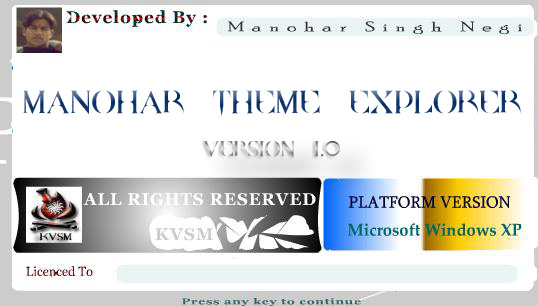 Developed By : Manohar Singh Negi
MANOHAR THEME EXPLORER
VERSION 1.0
ALL RIGHTS RESERVED
KVSM
KVSM
PLATFORM VERSION
Microsoft Windows XP
Licenced To
Press any key to continue